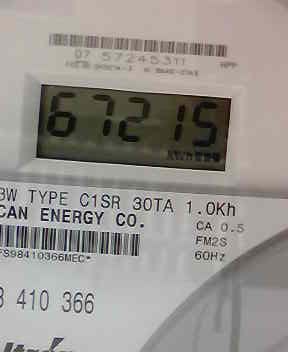 07 57245311
67215
3W TYPE C1SR 30TA 1.0Kh
CAN ENERGY CO.
CA 0.5
FM2S
60Hz
FS98410366MEC*
410 366